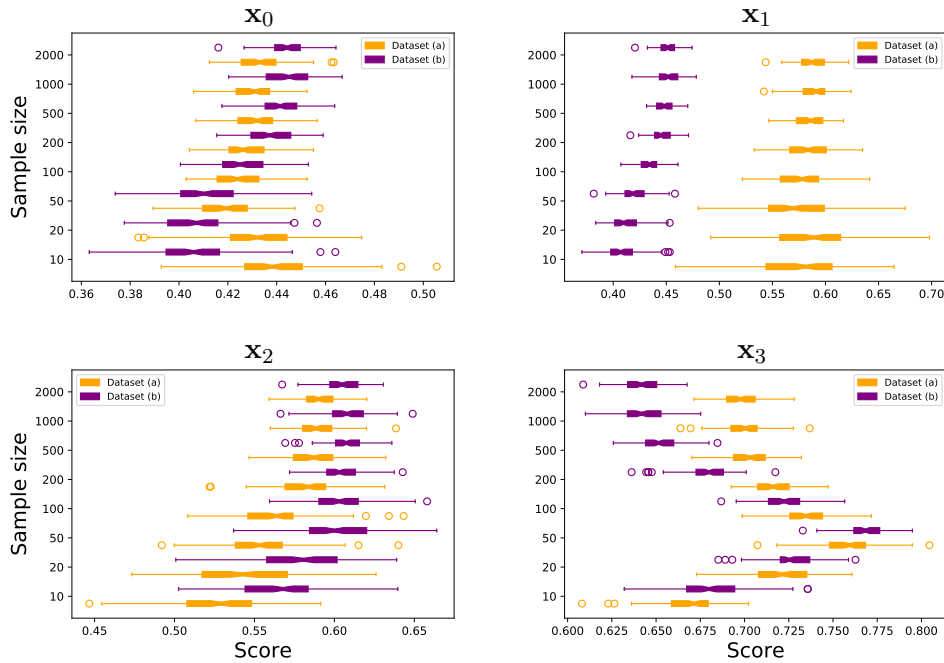 x0
x1
Dataset (a)
Dataset (b)
Dataset (a)
Dataset (b)
Sample size
2000
1000
600
200
100
50
20
10
2000
1000
600
200
100
50
20
10
0.36 0.38 0.40 0.42 0.44 0.46 0.48 0.50
0.40 0.45 0.50 0.55 0.60 0.65 0.70
x2
x3
Dataset (a)
Dataset (b)
Dataset (a)
Dataset (b)
Sample size
2000
1000
500
200
100
50
20
10
2000
1000
500
200
100
50
20
10
0.45 0.50 0.55 0.60 0.65
0.600 0.625 0.650 0.675 0.700 0.725 0.750 0.775 0.800
Score
Score